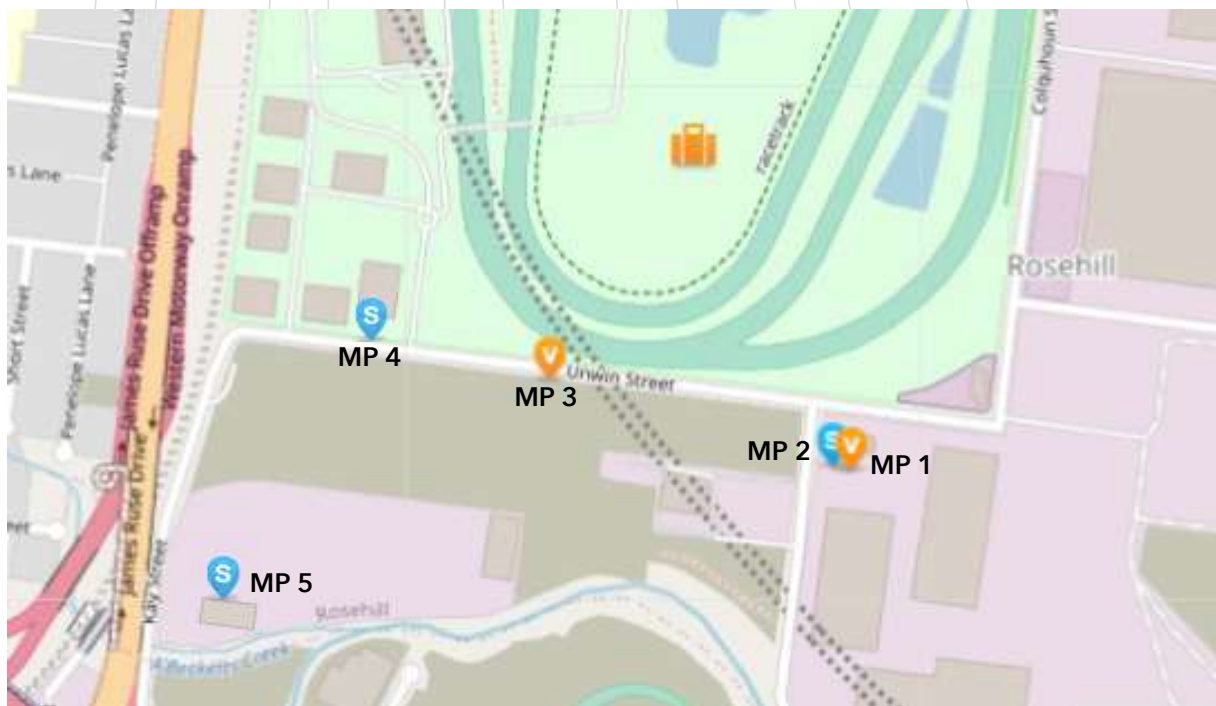 Penelope Lucas Lane
s Lane
Short Street
Penelope Lucas Lane
James Ruse Drive Offramp
Western Motorway Onramp
James Ruse Drive
Kay Street
racetrack
Rosehill
S
MP 4
V
MP 3
Unwin Street
MP 2
S
V
MP 1
S
MP 5
Rosehill
A'Becketts Creek